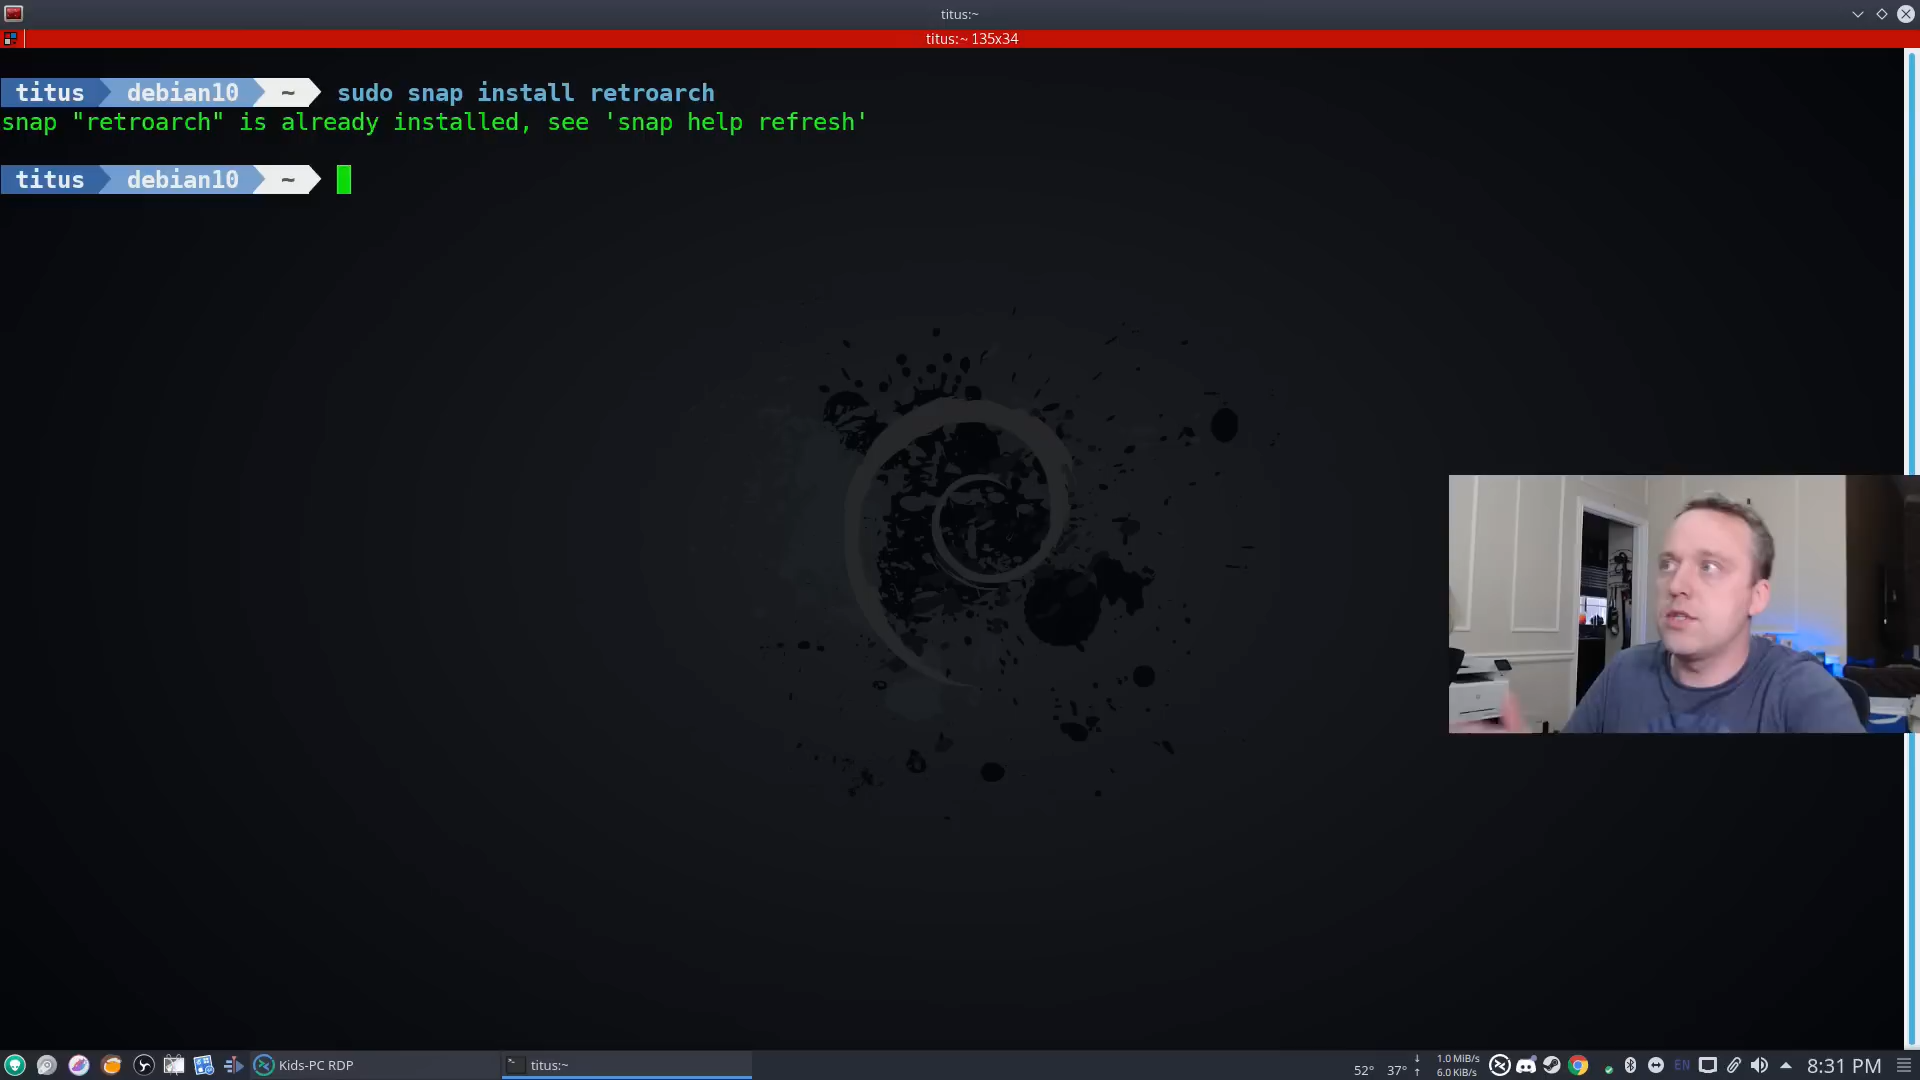 titus:~
titus:~ 135x34
titus debian10 ~ sudo snap install retroarch
snap "retroarch" is already installed, see 'snap help refresh'
titus debian10 ~
Kids-PC RDP
titus:~
52° 37°
↓ 1.0 MiB/s
↑ 6.0 KiB/s
EN
8:31 PM